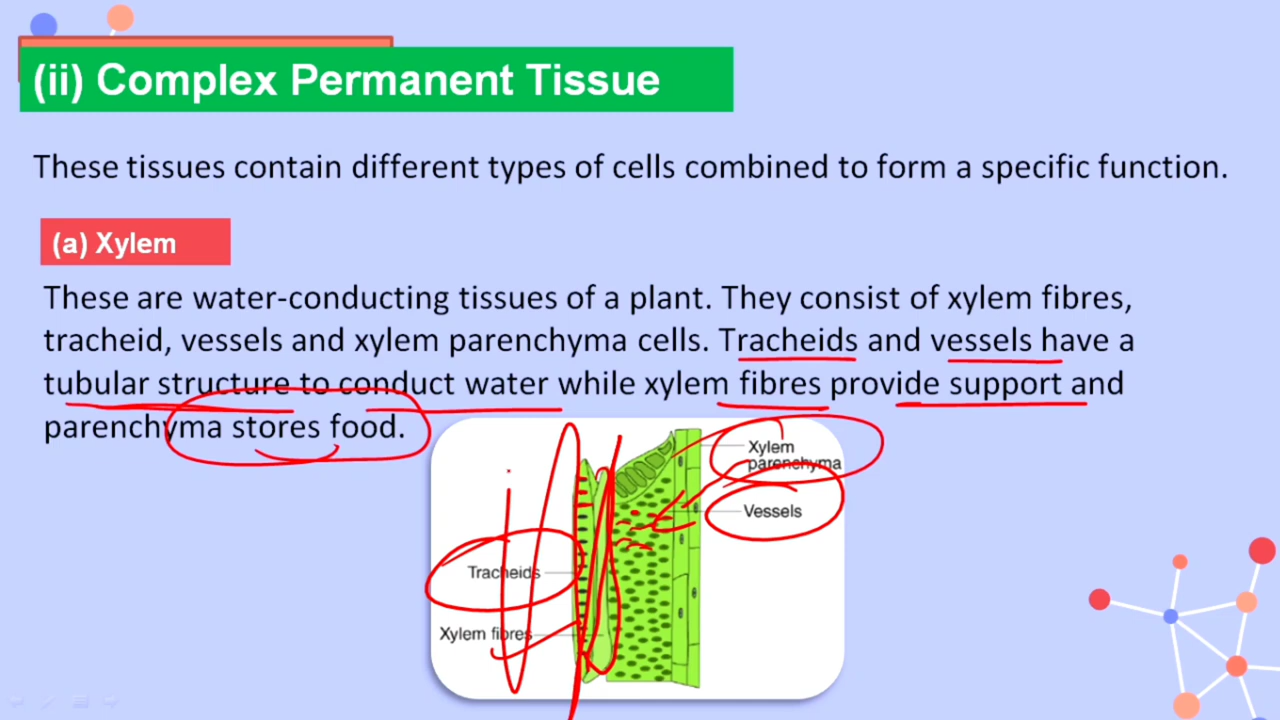 (ii) Complex Permanent Tissue
These tissues contain different types of cells combined to form a specific function.
(a) Xylem
These are water-conducting tissues of a plant. They consist of xylem fibres,
tracheid, vessels and xylem parenchyma cells. Tracheids and vessels have a
tubular structure to conduct water while xylem fibres provide support and
parenchyma stores food.
Xylem
parenchyma
Vessels
Tracheids
Xylem fibres